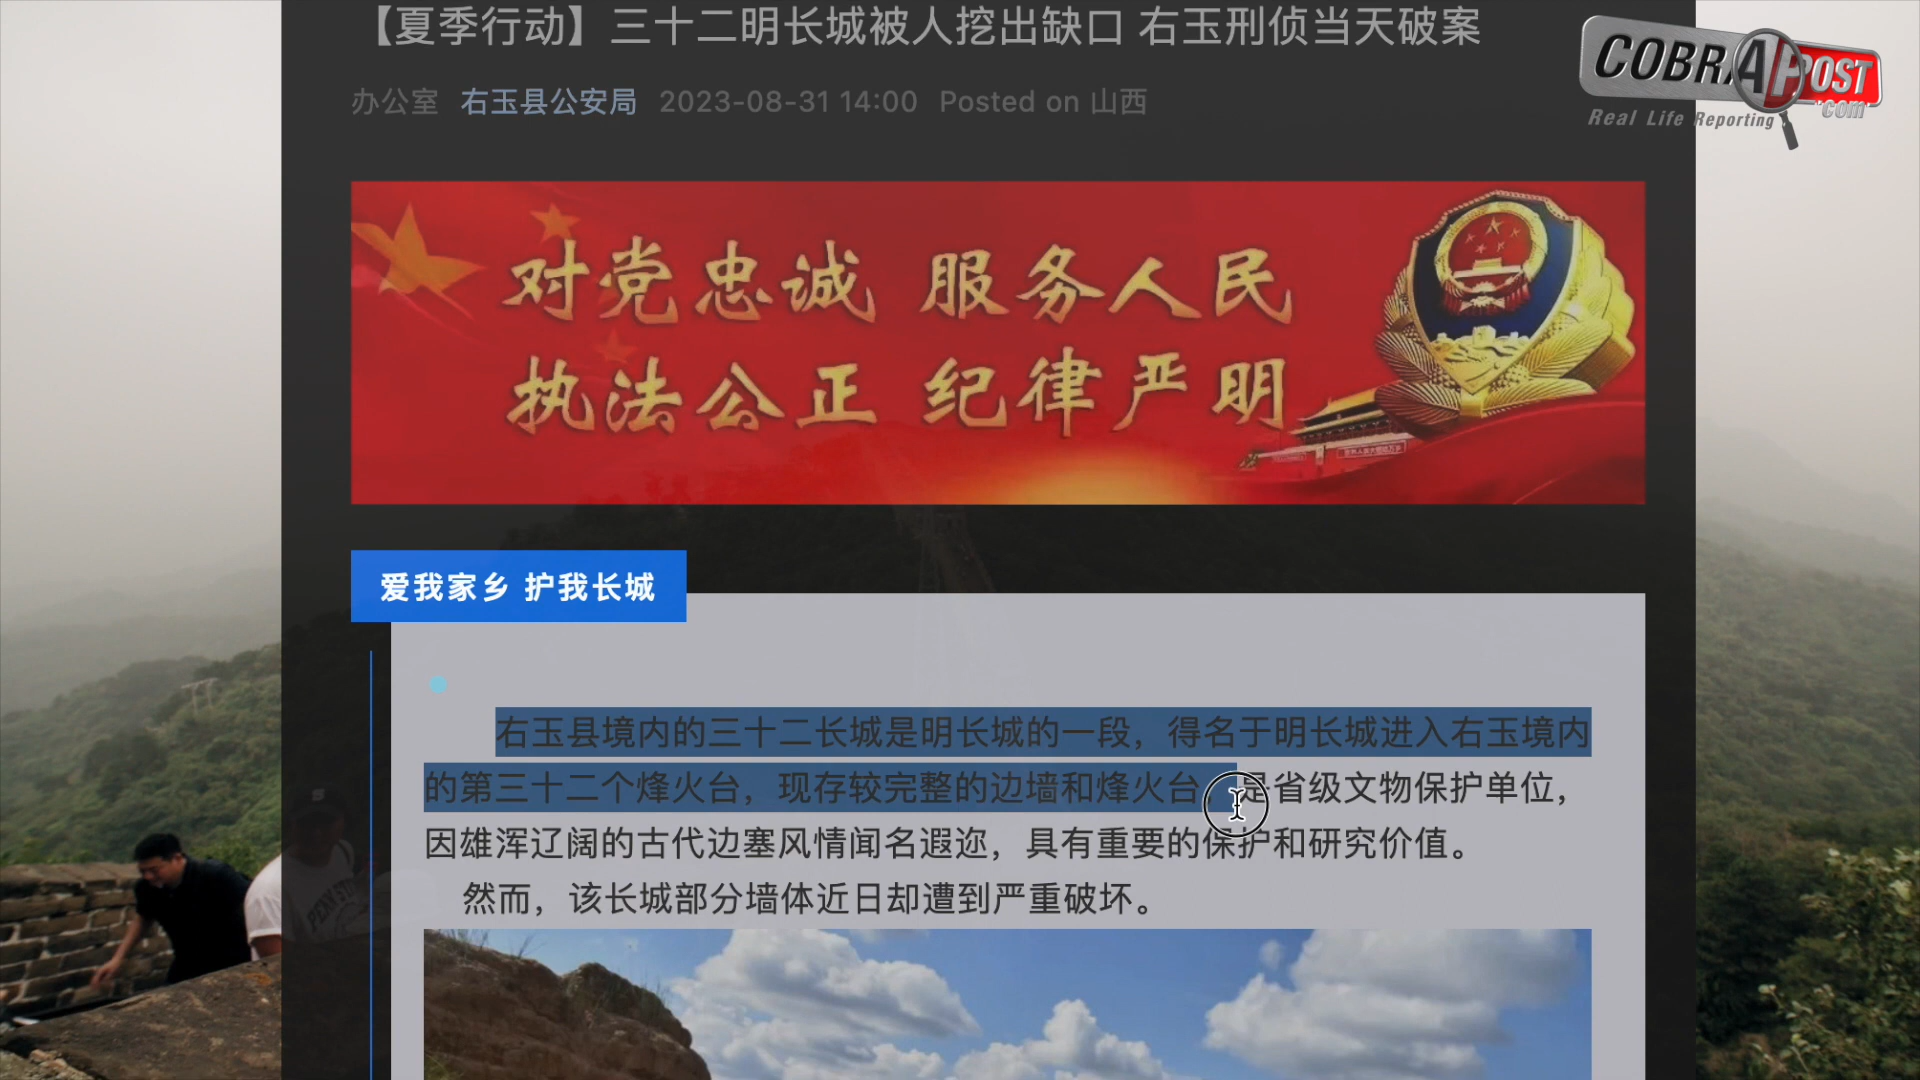 【夏季行动】三十二明长城被人挖出缺口 右玉刑侦当天破案
办公室 右玉县公安局 2023-08-31 14:00 Posted on 山西
COBRAPOST
.com
Real Life Reporting
对党忠诚 服务人民
执法公正 纪律严明
爱我家乡 护我长城
右玉县境内的三十二长城是明长城的一段，得名于明长城进入右玉境内
的第三十二个烽火台，现存较完整的边墙和烽火台，是省级文物保护单位，
因雄浑辽阔的古代边塞风情闻名遐迩，具有重要的保护和研究价值。
然而，该长城部分墙体近日却遭到严重破坏。